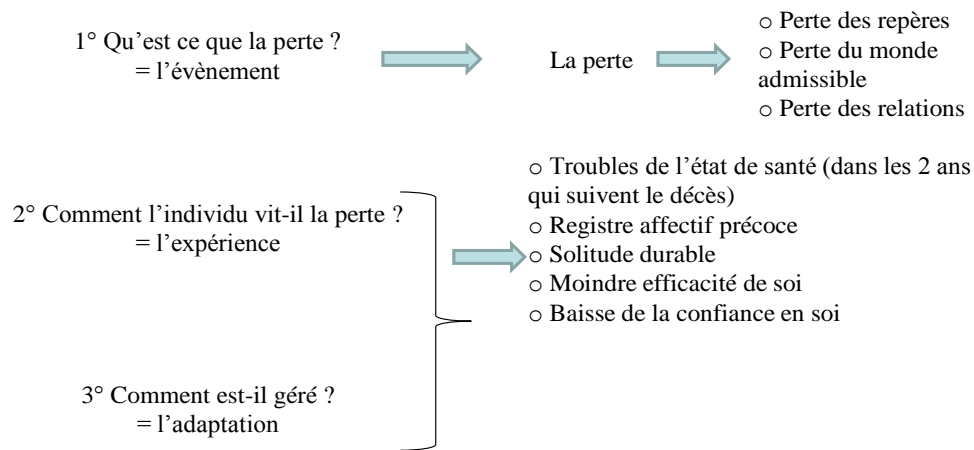 1° Qu'est ce que la perte ?
= l'évènement
La perte
o Perte des repères
o Perte du monde
admissible
o Perte des relations
2° Comment l'individu vit-il la perte ?
= l'expérience
o Troubles de l'état de santé (dans les 2 ans
qui suivent le décès)
o Registre affectif précoce
o Solitude durable
o Moindre efficacité de soi
o Baisse de la confiance en soi
3° Comment est-il géré ?
= l'adaptation